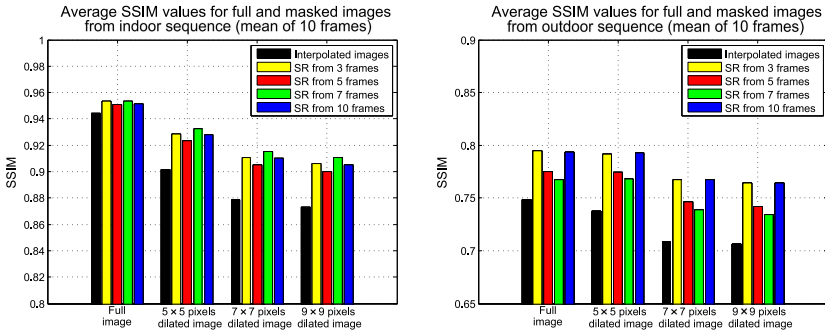 Average SSIM values for full and masked images
from indoor sequence (mean of 10 frames)
1
0.98
0.96
0.94
0.92
0.9
0.88
0.86
0.84
0.82
0.8
SSIM
Interpolated images
SR from 3 frames
SR from 5 frames
SR from 7 frames
SR from 10 frames
Full
image
5×5 pixels
dilated image
7×7 pixels
dilated image
9×9 pixels
dilated image
Average SSIM values for full and masked images
from outdoor sequence (mean of 10 frames)
0.9
0.85
0.8
0.75
0.7
0.65
SSIM
Interpolated images
SR from 3 frames
SR from 5 frames
SR from 7 frames
SR from 10 frames
Full
image
5×5 pixels
dilated image
7×7 pixels
dilated image
9×9 pixels
dilated image